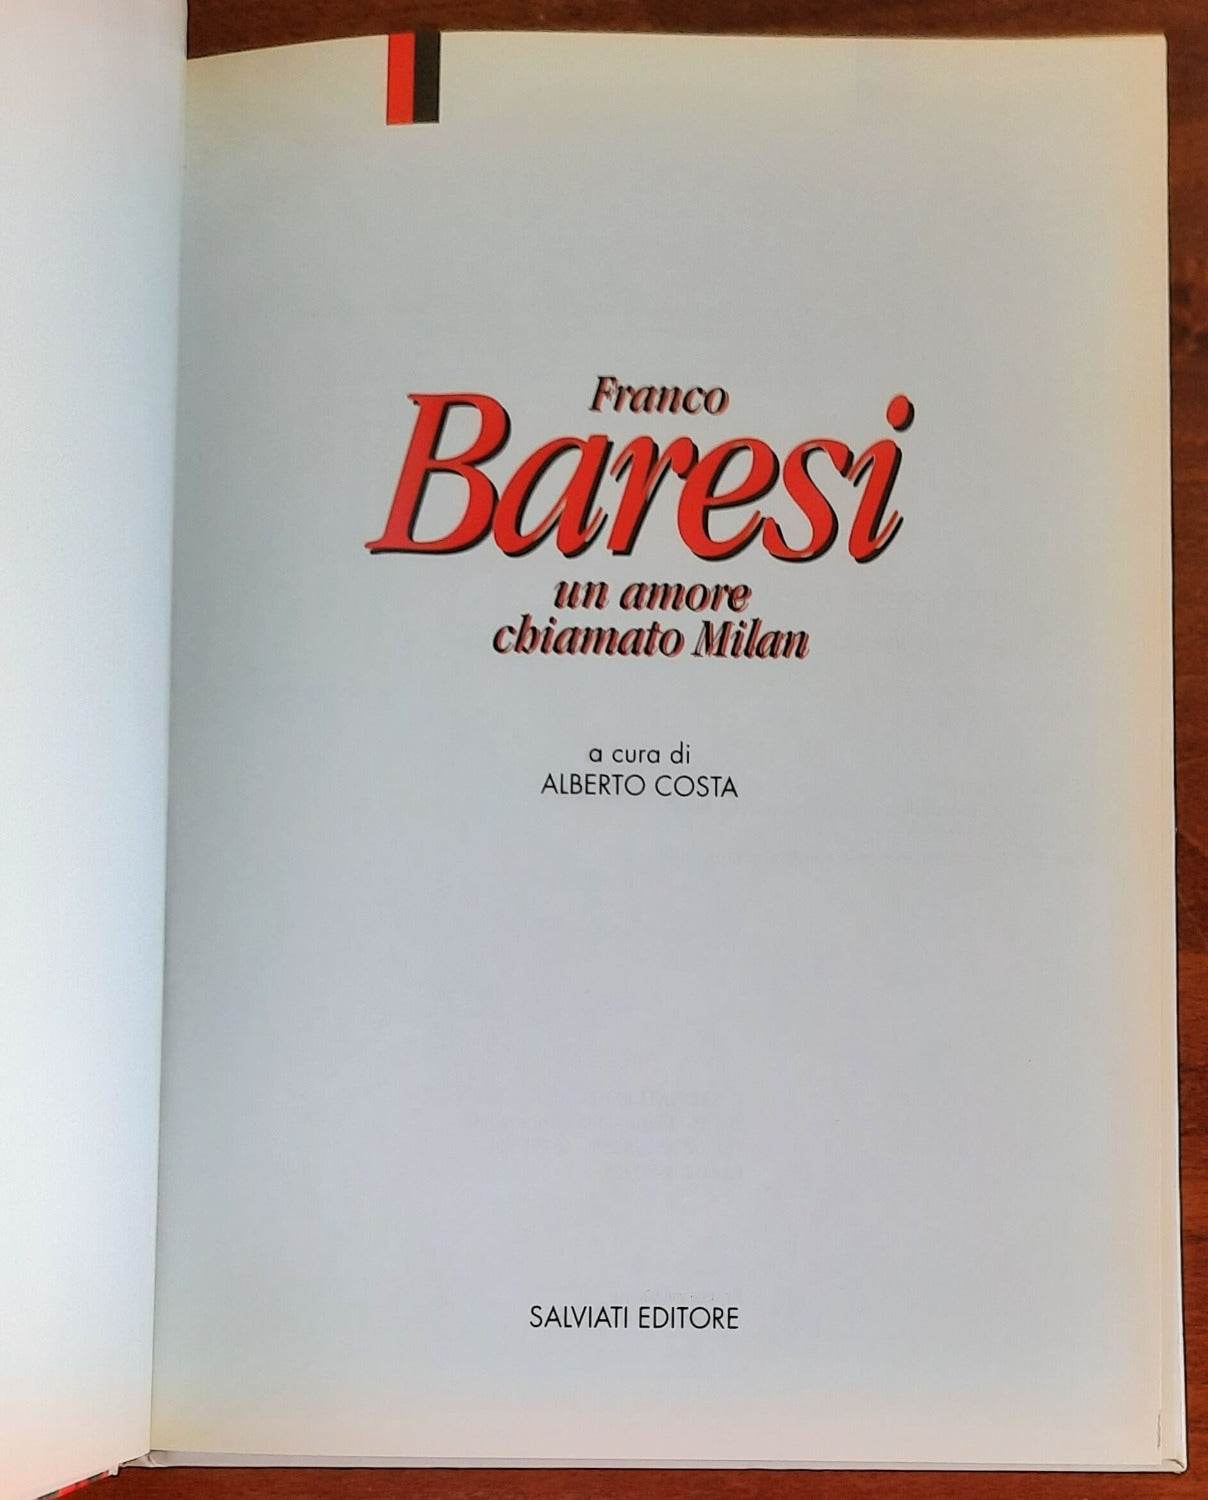 Franco
Baresi
un amore
chiamato Milan
a cura di
ALBERTO COSTA
SALVIATI EDITORE